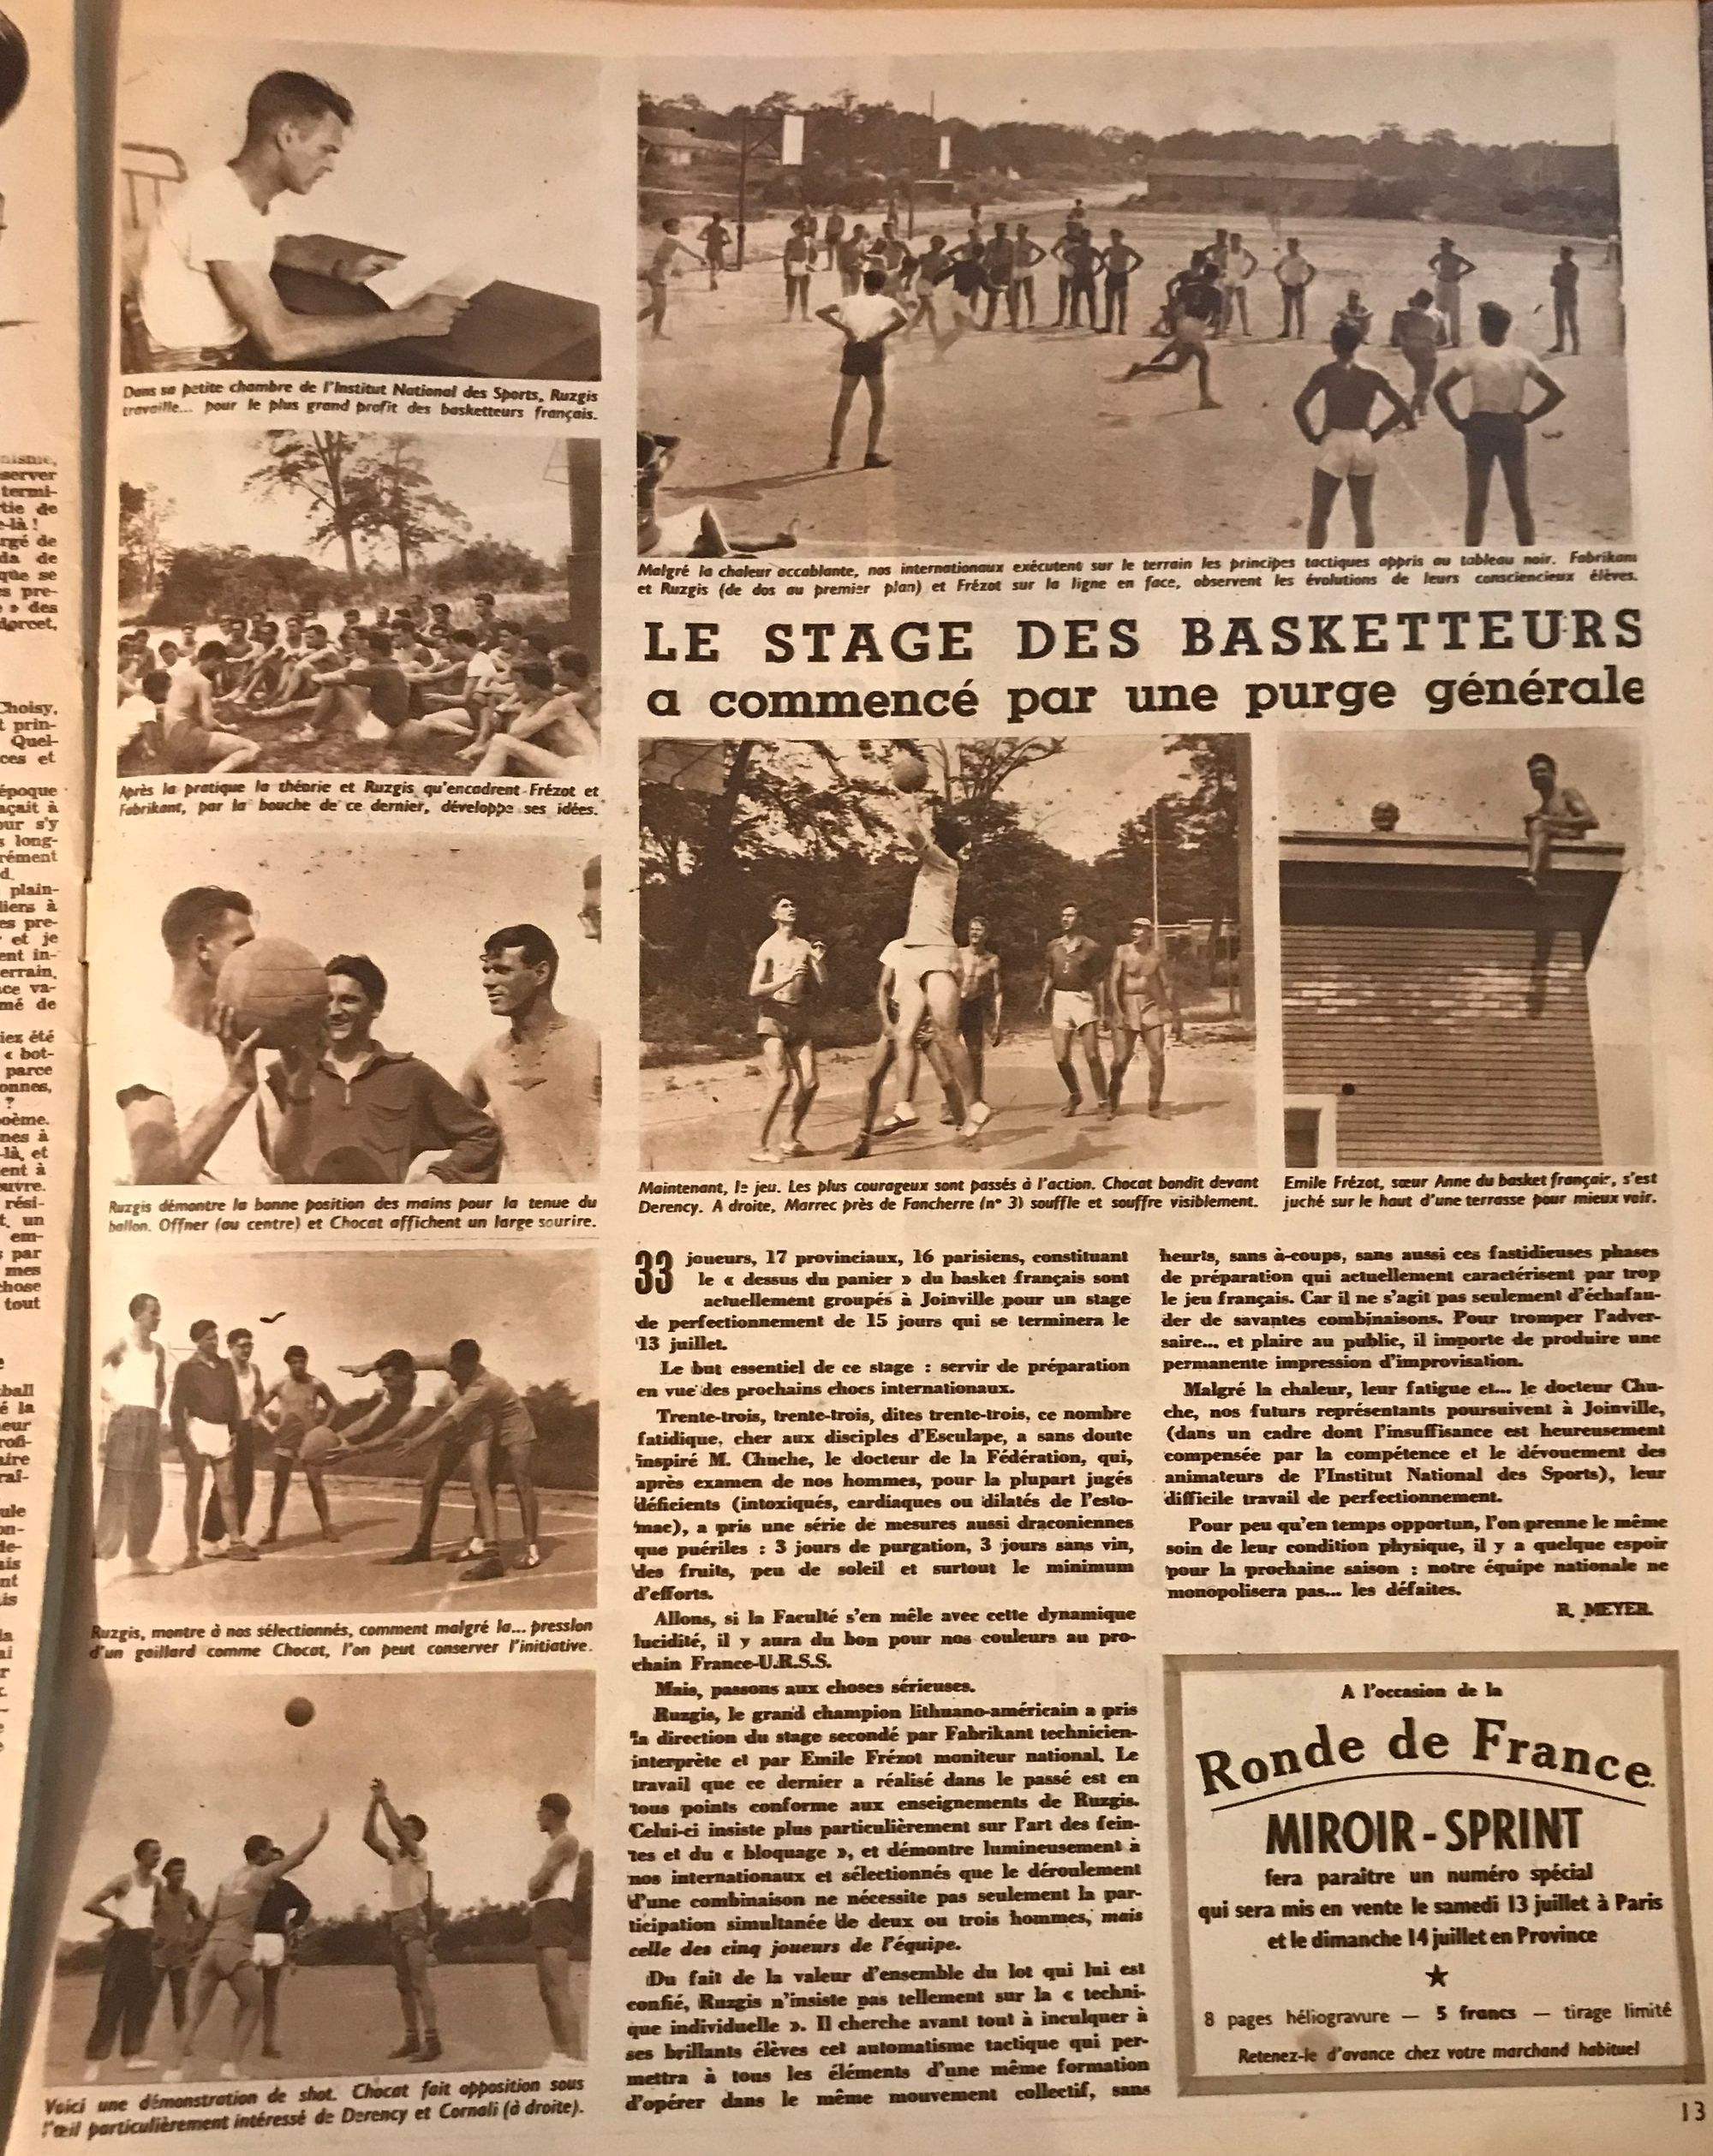 Dans sa petite chambre de l'Institut National des Sports, Ruzgis
travaille... pour le plus grand profit des basketteurs français.
Après la pratique la théorie et Ruzgis qu'encadrent Frézot et
Fabrikant, par la bouche de ce dernier, développe ses idées.
Ruzgis démontre la bonne position des mains pour la tenue du
ballon. Offner (au centre) et Chocat affichent un large sourire.
Ruzgis, montre à nos sélectionnés, comment malgré la... pression
d'un gaillard comme Chocat, l'on peut conserver l'initiative.
Voici une démonstration de shot. Chocat fait opposition sous
l'œil particulièrement intéressé de Derency et Cornali (à droite).
Malgré la chaleur accablante, nos internationaux exécutent sur le terrain les principes tactiques appris au tableau noir. Fabrikant
et Ruzgis (de dos au premier plan) et Frézot sur la ligne en face, observent les évolutions de leurs consciencieux élèves.
LE STAGE DES BASKETTEURS
a commencé par une purge générale
Maintenant, le jeu. Les plus courageux sont passés à l'action. Chocat bondit devant
Derency. A droite, Marrec près de Fancherre (n° 3) souffle et souffre visiblement.
Emile Frézot, sœur Anne du basket français, s'est
juché sur le haut d'une terrasse pour mieux voir.
33 joueurs, 17 provinciaux, 16 parisiens, constituant
le « dessus du panier » du basket français sont
actuellement groupés à Joinville pour un stage
de perfectionnement de 15 jours qui se terminera le
13 juillet.
Le but essentiel de ce stage : servir de préparation
en vue des prochains chocs internationaux.
Trente-trois, trente-trois, dites trente-trois, ce nombre
fatidique, cher aux disciples d'Esculape, a sans doute
inspiré M. Chuche, le docteur de la Fédération, qui,
après examen de nos hommes, pour la plupart jugés
déficients (intoxiqués, cardiaques ou dilatés de l'esto-
mac), a pris une série de mesures aussi draconiennes
que puériles : 3 jours de purgation, 3 jours sans vin,
des fruits, peu de soleil et surtout le minimum
d'efforts.
Allons, si la Faculté s'en mêle avec cette dynamique
lucidité, il y aura du bon pour nos couleurs au pro-
chain France-U.R.S.S.
Mais, passons aux choses sérieuses.
Ruzgis, le grand champion lithuano-américain a pris
la direction du stage secondé par Fabrikant technicien-
interprète et par Emile Frézot moniteur national. Le
travail que ce dernier a réalisé dans le passé est en
tous points conforme aux enseignements de Ruzgis.
Celui-ci insiste plus particulièrement sur l'art des fein-
tes et du « bloquage », et démontre lumineusement à
nos internationaux et sélectionnés que le déroulement
d'une combinaison ne nécessite pas seulement la par-
ticipation simultanée de deux ou trois hommes, mais
celle des cinq joueurs de l'équipe.
Du fait de la valeur d'ensemble du lot qui lui est
confié, Ruzgis n'insiste pas tellement sur la « techni-
que individuelle ». Il cherche avant tout à inculquer à
ses brillants élèves cet automatisme tactique qui per-
mettra à tous les éléments d'une même formation
d'opérer dans le même mouvement collectif, sans
heurts, sans à-coups, sans aussi ces fastidieuses phases
de préparation qui actuellement caractérisent par trop
le jeu français. Car il ne s'agit pas seulement d'échafau-
der de savantes combinaisons. Pour tromper l'adver-
saire... et plaire au public, il importe de produire une
permanente impression d'improvisation.
Malgré la chaleur, leur fatigue et... le docteur Chu-
che, nos futurs représentants poursuivent à Joinville,
(dans un cadre dont l'insuffisance est heureusement
compensée par la compétence et le dévouement des
animateurs de l'Institut National des Sports), leur
difficile travail de perfectionnement.
Pour peu qu'en temps opportun, l'on prenne le même
soin de leur condition physique, il y a quelque espoir
pour la prochaine saison : notre équipe nationale ne
monopolisera pas... les défaites.
R. MEYER.
A l'occasion de la
Ronde de France
MIROIR-SPRINT
fera paraître un numéro spécial
qui sera mis en vente le samedi 13 juillet à Paris
et le dimanche 14 juillet en Province
★
8 pages héliogravure — 5 francs — tirage limité
Retenez-le d'avance chez votre marchand habituel
13